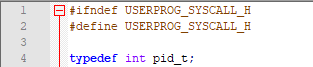 1 #ifndef USERPROG_SYSCALL_H
2 #define USERPROG_SYSCALL_H
3
4 typedef int pid_t;